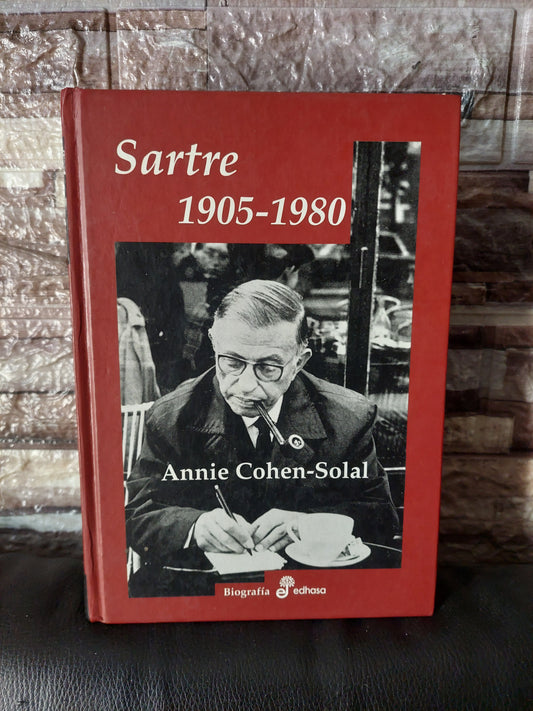 Sartre
1905-1980
Annie Cohen-Solal
Biografía edhasa